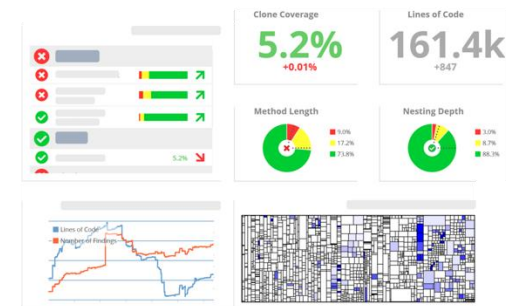 Clone Coverage
5.2%
+0.01%
Lines of Code
161.4k
+847
5.2%
Method Length
9.0%
17.2%
73.8%
Nesting Depth
3.0%
8.7%
88.3%
Lines of Code
Number of Findings